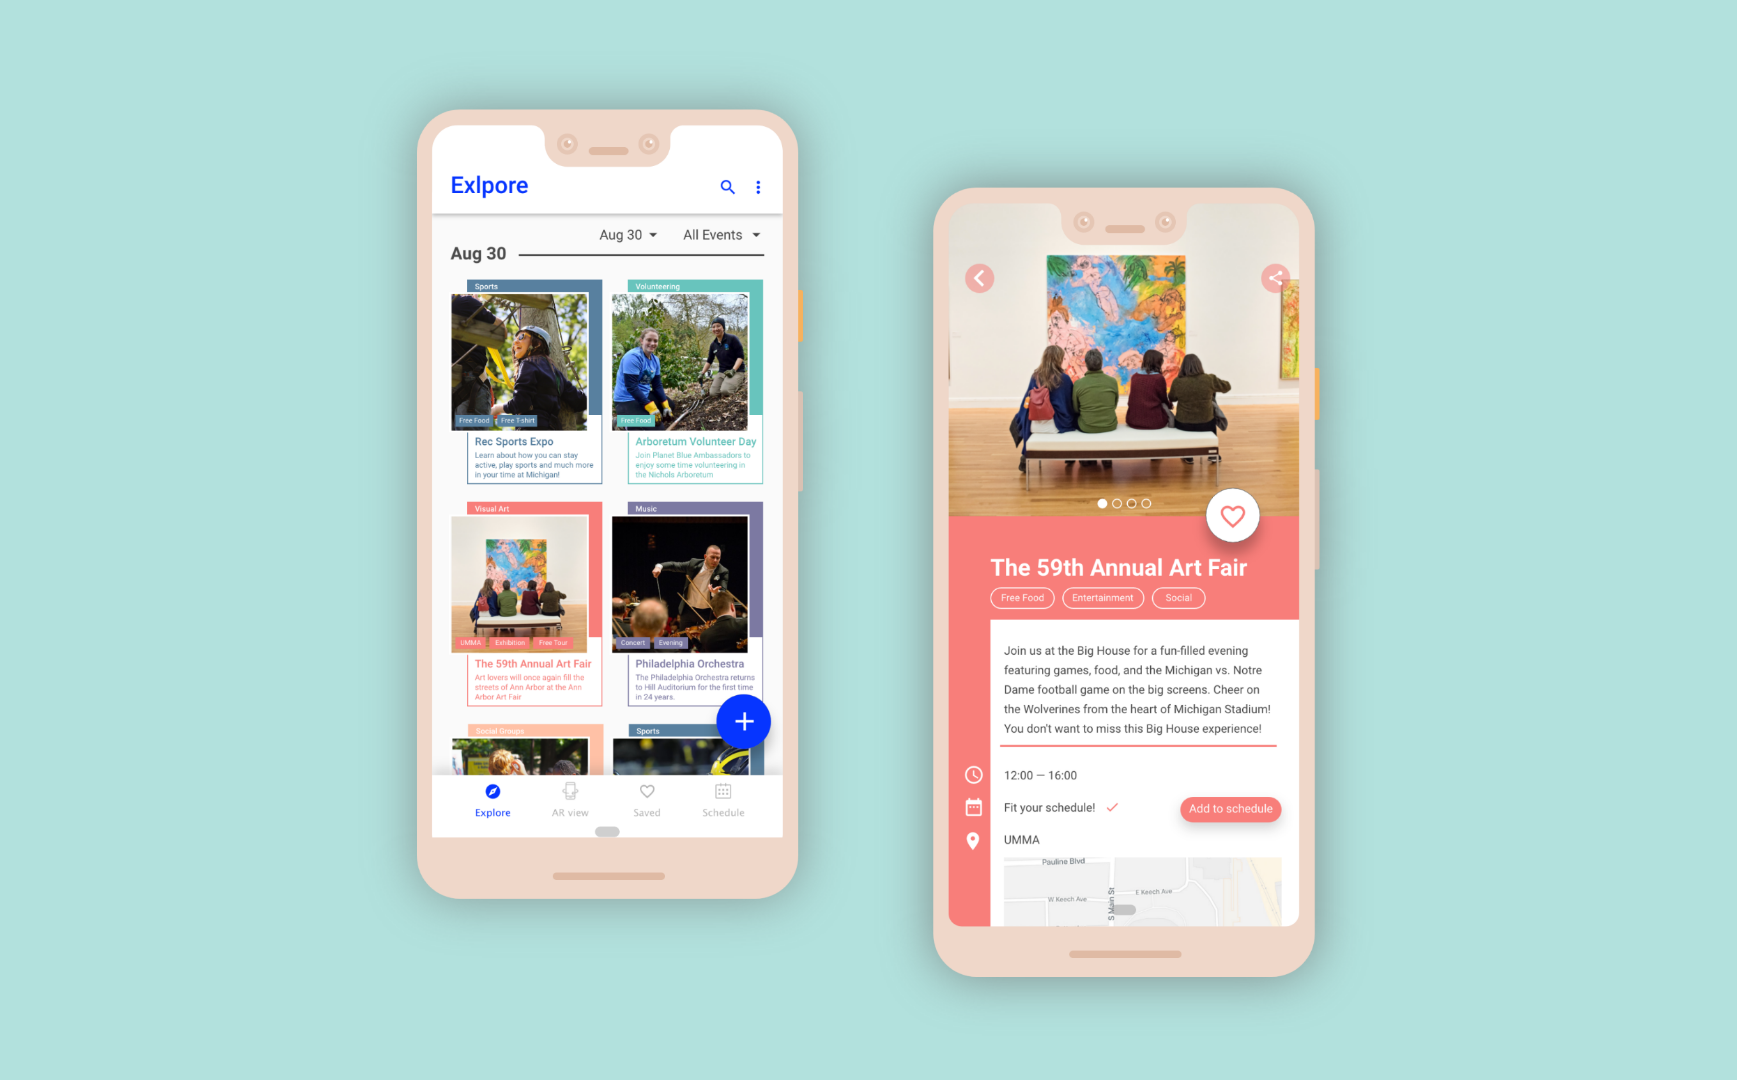 Exlpore
Aug 30
All Events
Aug 30
Sports
Free Food
Free T-shirt
Rec Sports Expo
Learn about how you can stay
active, play sports and much more
in your time at Michigan!
Volunteering
Free Food
Arboretum Volunteer Day
Join Planet Blue Ambassadors to
enjoy some time volunteering in
the Nichols Arboretum
Visual Art
UMMA
Exhibition
Free Tour
The 59th Annual Art Fair
Art lovers will once again fill the
streets of Ann Arbor at the Ann
Arbor Art Fair
Music
Concert
Evening
Philadelphia Orchestra
The Philadelphia Orchestra returns
to Hill Auditorium for the first time
in 24 years.
Social Groups
Sports
Explore
AR view
Saved
Schedule
The 59th Annual Art Fair
Free Food
Entertainment
Social
Join us at the Big House for a fun-filled evening
featuring games, food, and the Michigan vs. Notre
Dame football game on the big screens. Cheer on
the Wolverines from the heart of Michigan Stadium!
You don't want to miss this Big House experience!
12:00 — 16:00
Fit your schedule!
Add to schedule
UMMA
Pauline Blvd
E Keech Ave
W Keech Ave
S Main St